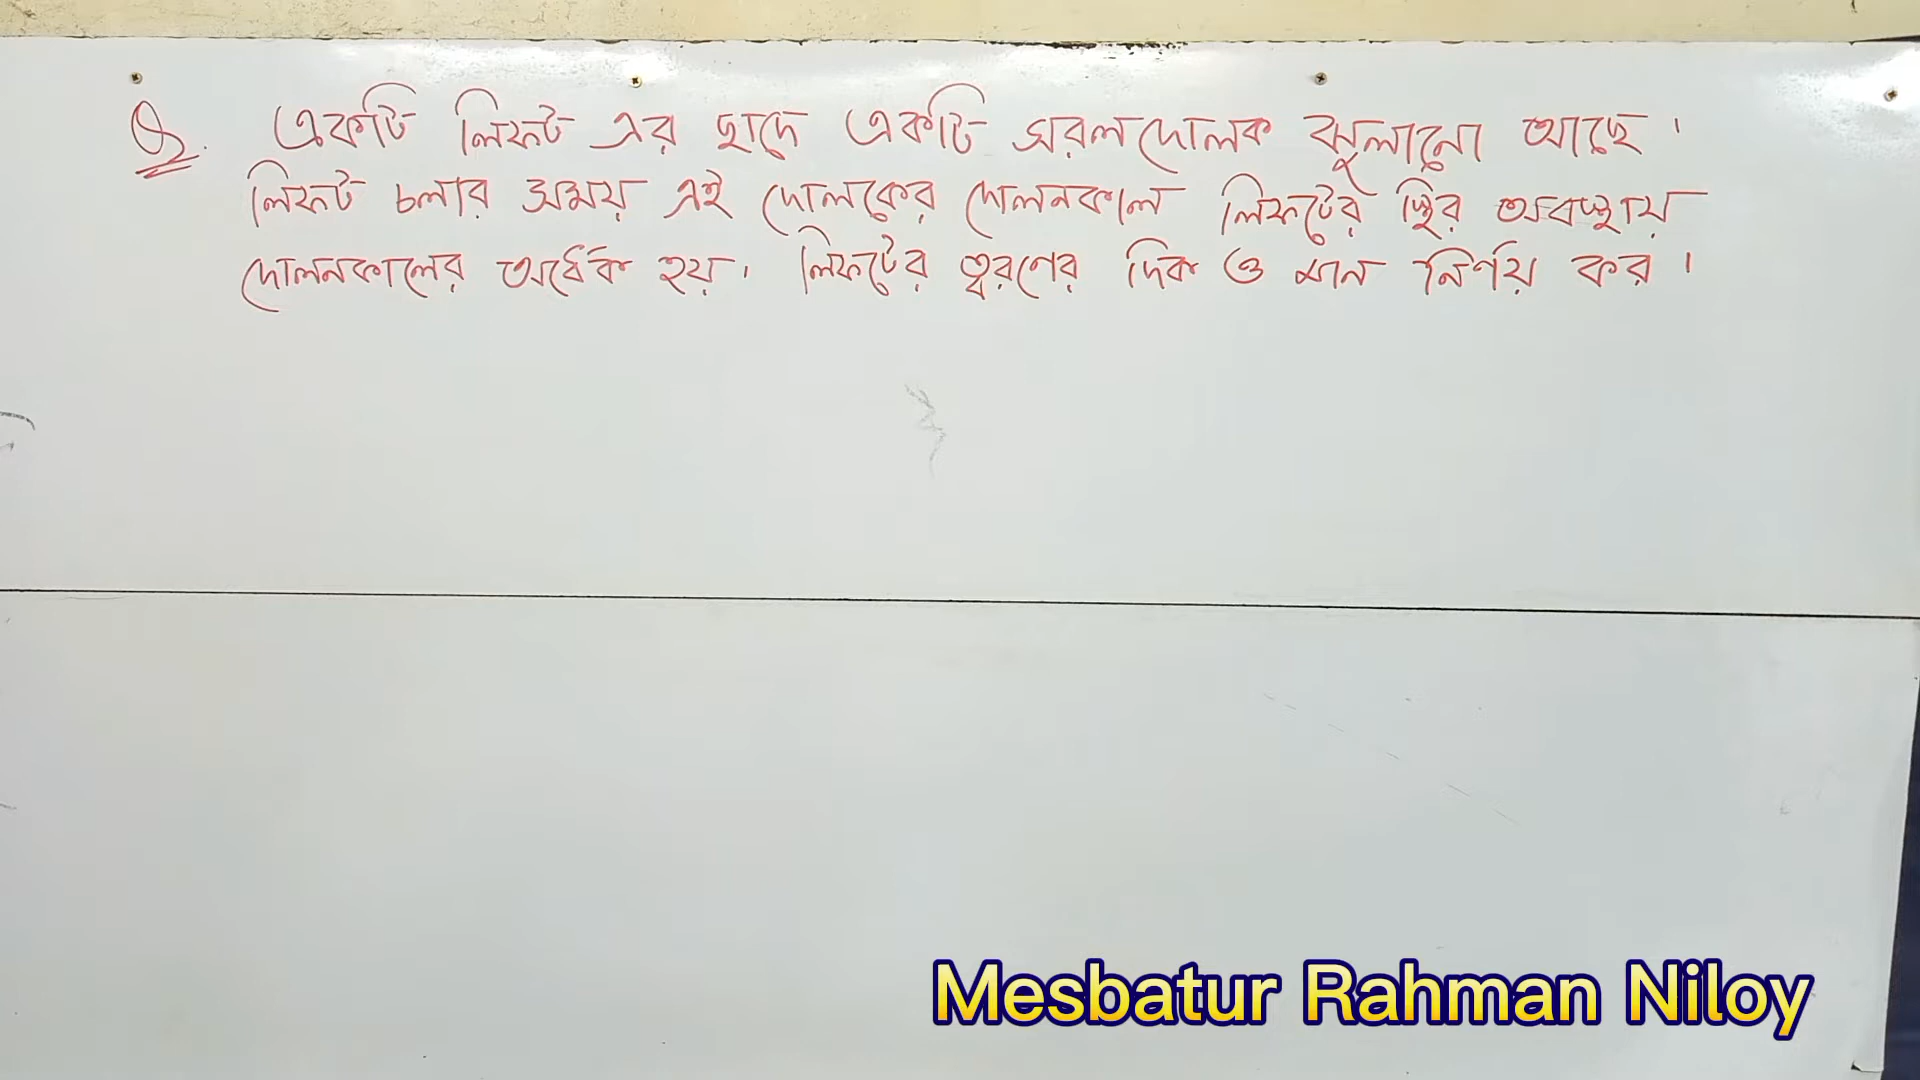 Q. একটি লিফট এর ছাদে একটি সরলদোলক ঝুলানো আছে।
লিফট চলার সময় এই দোলকের দোলনকাল লিফটের স্থির অবস্থায়
দোলনকালের অর্ধেক হয়। লিফটের ত্বরণের দিক ও মান নির্ণয় কর।
Mesbatur Rahman Niloy